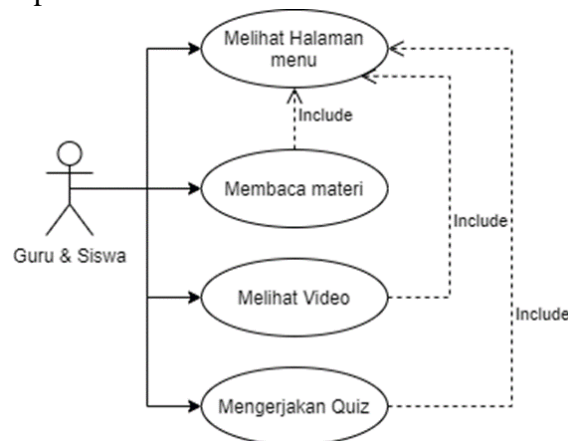 Melihat Halaman
menu
Include
Membaca materi
Guru & Siswa
Include
Melihat Video
Include
Mengerjakan Quiz